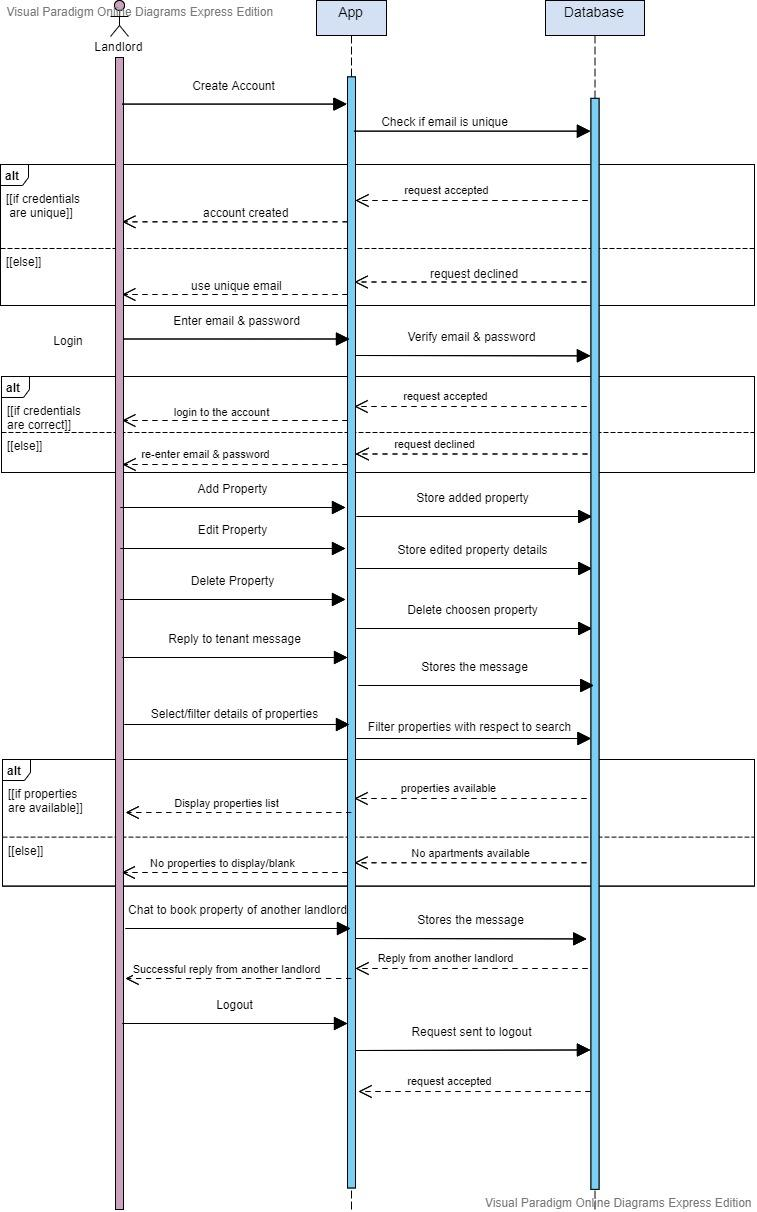 Visual Paradigm Online Diagrams Express Edition
App
Database
Landlord
Create Account
Check if email is unique
alt
[[if credentials
are unique]]
request accepted
account created
[[else]]
request declined
use unique email
Enter email & password
Login
Verify email & password
alt
[[if credentials
are correct]]
request accepted
login to the account
[[else]]
request declined
re-enter email & password
Add Property
Store added property
Edit Property
Store edited property details
Delete Property
Delete choosen property
Reply to tenant message
Stores the message
Select/filter details of properties
Filter properties with respect to search
alt
[[if properties
are available]]
properties available
Display properties list
[[else]]
No apartments available
No properties to display/blank
Chat to book property of another landlord
Stores the message
Reply from another landlord
Successful reply from another landlord
Logout
Request sent to logout
request accepted
Visual Paradigm Online Diagrams Express Edition